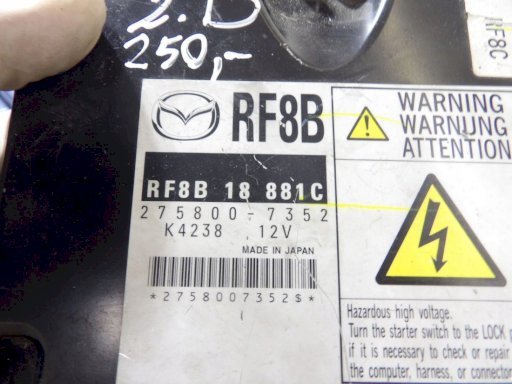 2.D
250,-
RF8C
RF8B
WARNING
WARNUNG
ATTENTION
RF8B 18 881C
275800-7352
K4238 12V
MADE IN JAPAN
*2758007352$*
Hazardous high voltage.
Turn the starter switch to the LOCK
if it is necessary to check or repair
the computer, harness, or connector